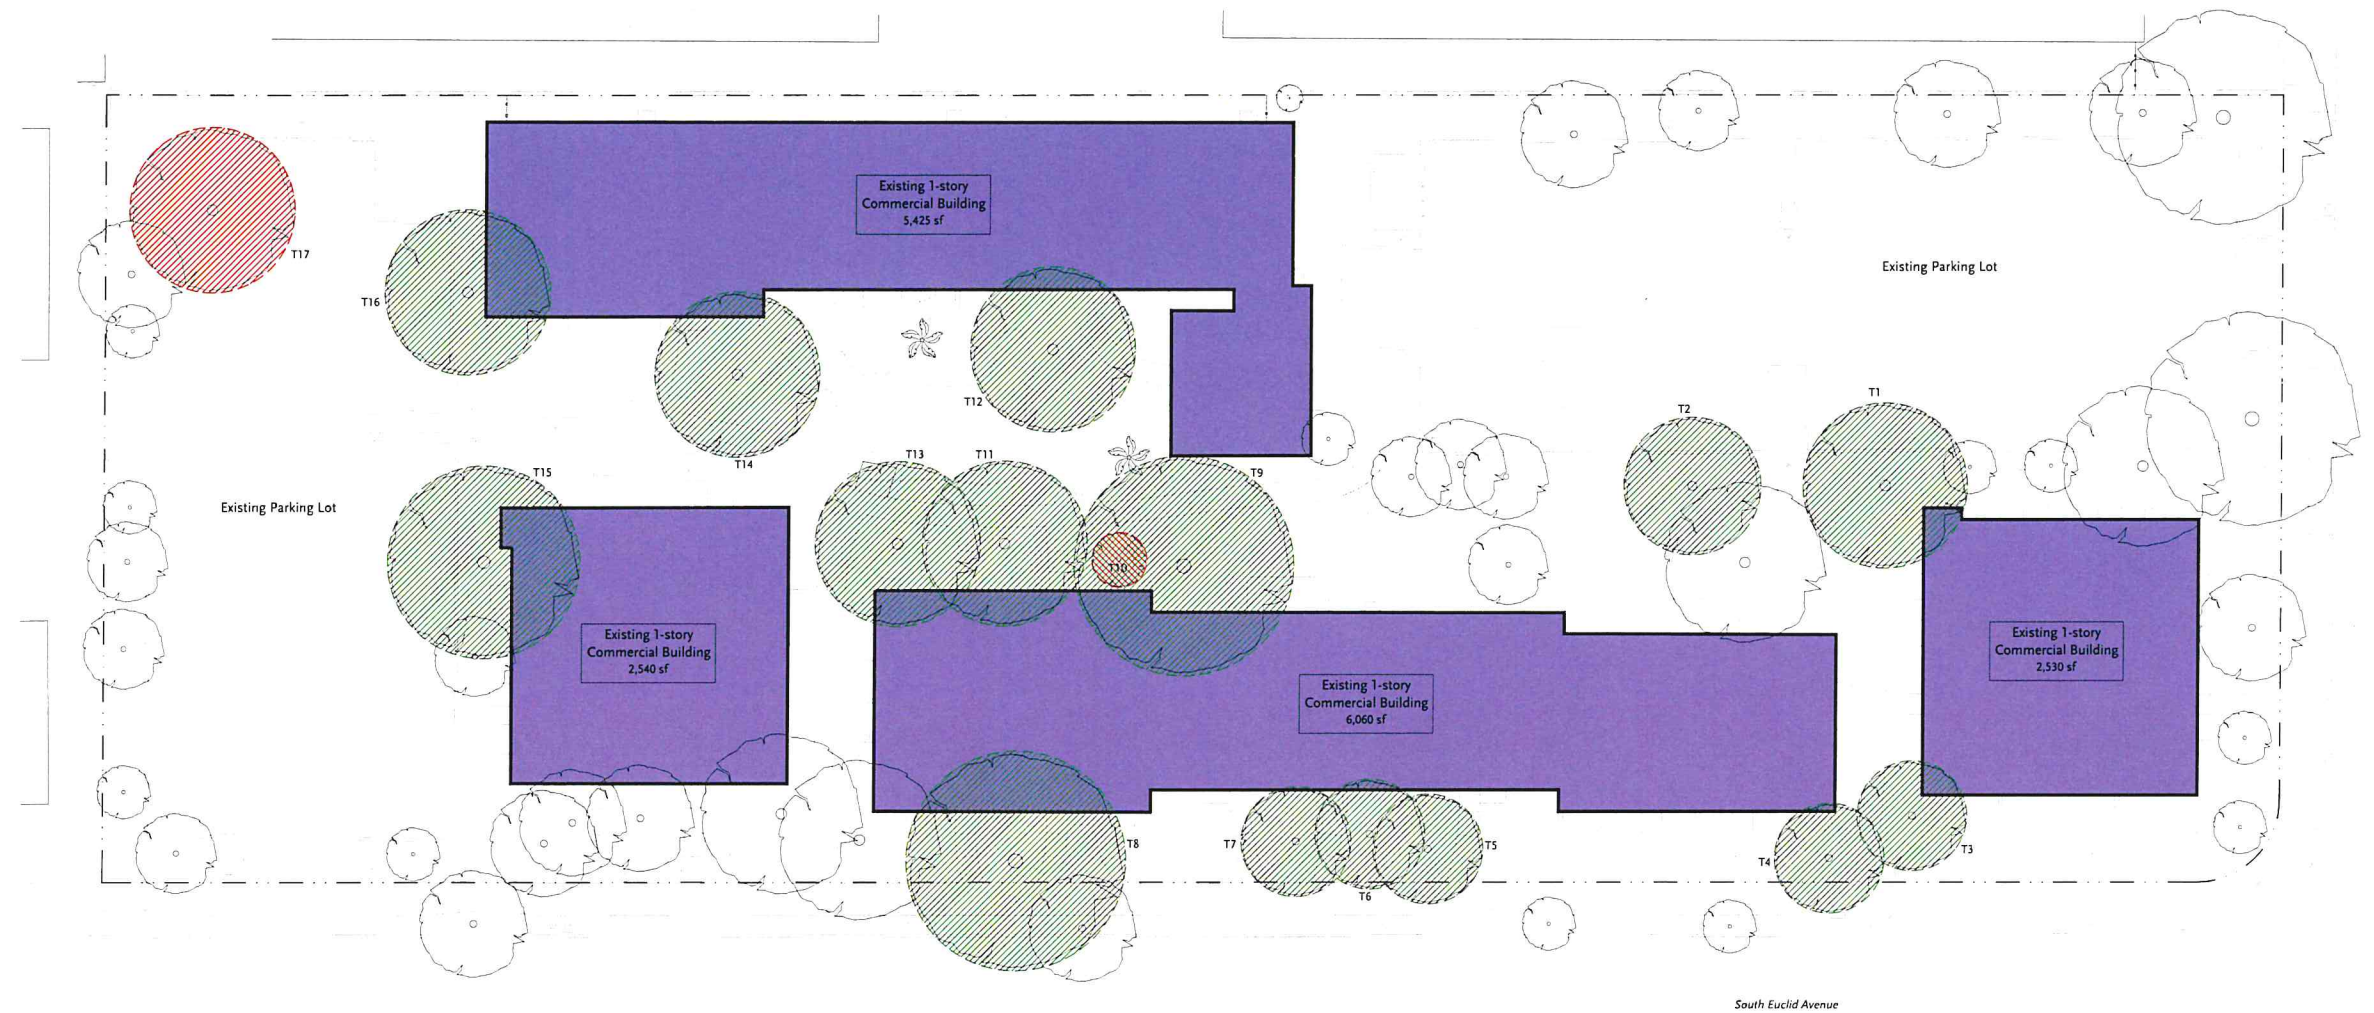 Existing 1-story
Commercial Building
5,425 sf
T17
Existing Parking Lot
T16
T12
T1
T2
T14
T13
T11
T9
T15
Existing Parking Lot
T10
Existing 1-story
Commercial Building
2,540 sf
Existing 1-story
Commercial Building
2,530 sf
Existing 1-story
Commercial Building
6,060 sf
T8
T7
T5
T6
T4
T3
South Euclid Avenue